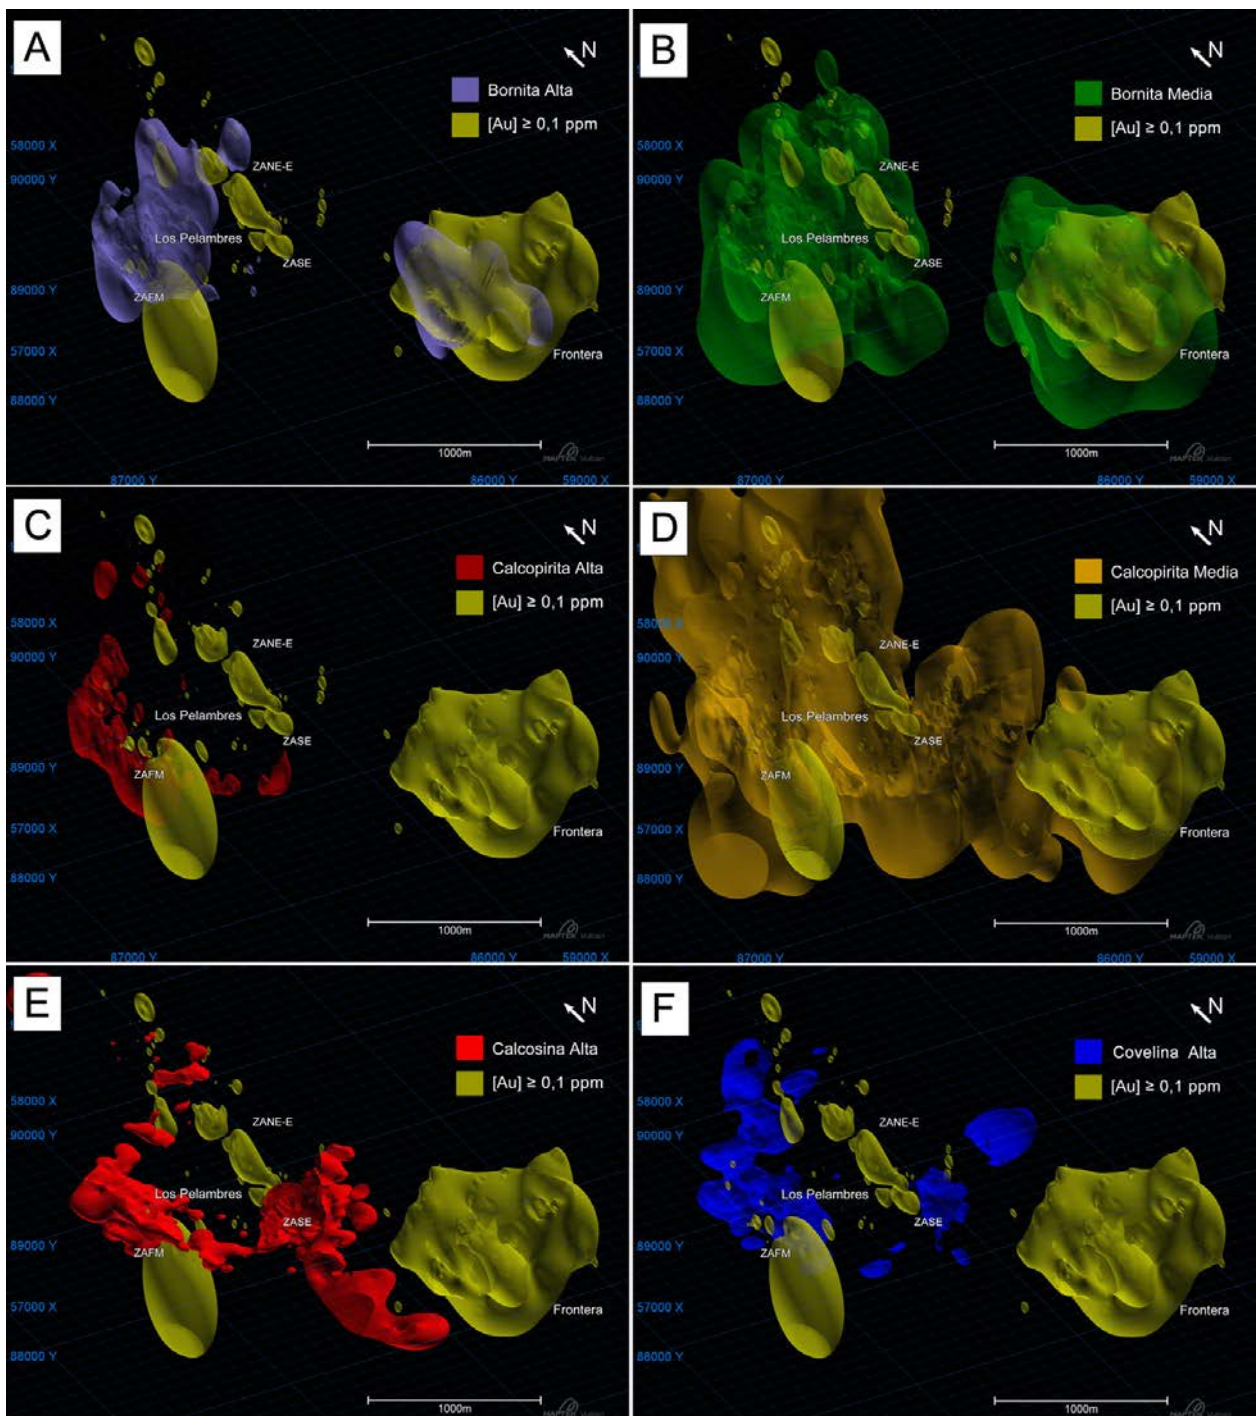 A
N
Bornita Alta
[Au] ≥ 0,1 ppm
58000 X
90000 Y
ZANE-E
Los Pelambres
ZASE
89000 Y
ZAFM
57000 X
Frontera
88000 Y
1000m
87000 Y
86000 Y
59000 X
B
N
Bornita Media
[Au] ≥ 0,1 ppm
58000 X
90000 Y
ZANE-E
Los Pelambres
ZASE
89000 Y
ZAFM
57000 X
Frontera
88000 Y
1000m
87000 Y
86000 Y
59000 X
C
N
Calcopirita Alta
[Au] ≥ 0,1 ppm
58000 X
90000 Y
ZANE-E
Los Pelambres
ZASE
89000 Y
ZAFM
57000 X
Frontera
88000 Y
1000m
87000 Y
86000 Y
59000 X
D
N
Calcopirita Media
[Au] ≥ 0,1 ppm
58000 X
90000 Y
ZANE-E
Los Pelambres
ZASE
89000 Y
ZAFM
57000 X
Frontera
88000 Y
1000m
87000 Y
86000 Y
59000 X
E
N
Calcosina Alta
[Au] ≥ 0,1 ppm
58000 X
90000 Y
ZANE-E
Los Pelambres
ZASE
89000 Y
ZAFM
57000 X
Frontera
88000 Y
1000m
F
N
Covelina Alta
[Au] ≥ 0,1 ppm
58000 X
90000 Y
ZANE-E
Los Pelambres
ZASE
89000 Y
ZAFM
57000 X
Frontera
88000 Y
1000m